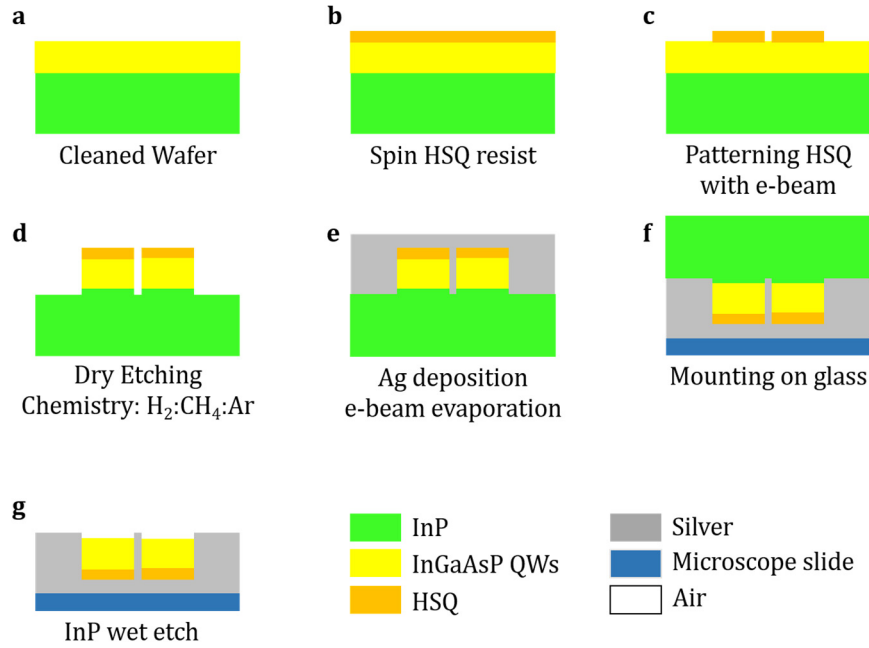 a
b
c
Cleaned Wafer
Spin HSQ resist
Patterning HSQ
with e-beam
d
e
f
Dry Etching
Chemistry: H₂:CH₄:Ar
Ag deposition
e-beam evaporation
Mounting on glass
g
InP wet etch
InP
InGaAsP QWs
HSQ
Silver
Microscope slide
Air